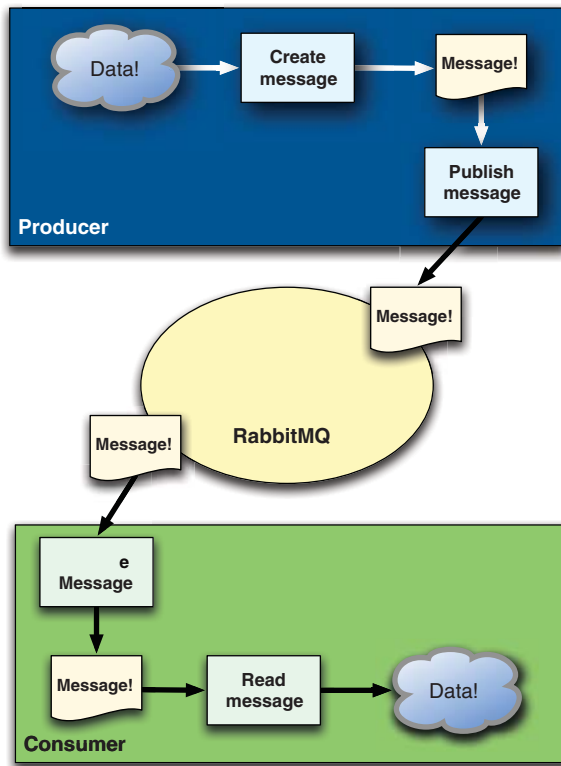 Data!
Create
message
Message!
Publish
message
Producer
Message!
RabbitMQ
Message!
e
Message
Message!
Read
message
Data!
Consumer